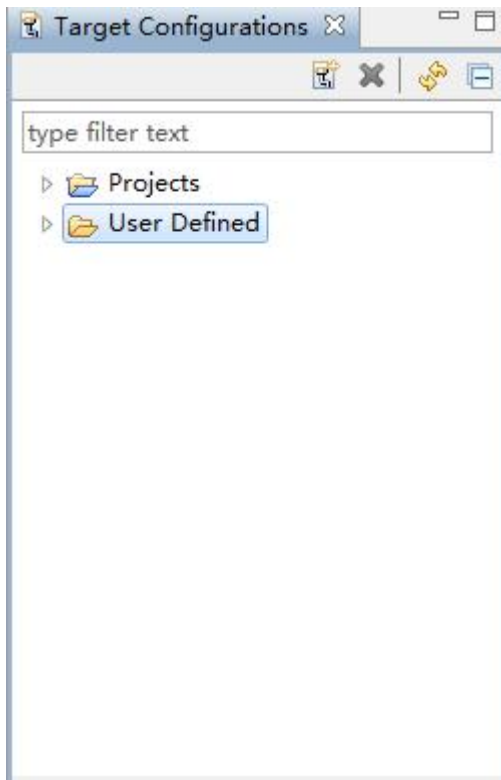 Target Configurations
type filter text
Projects
User Defined